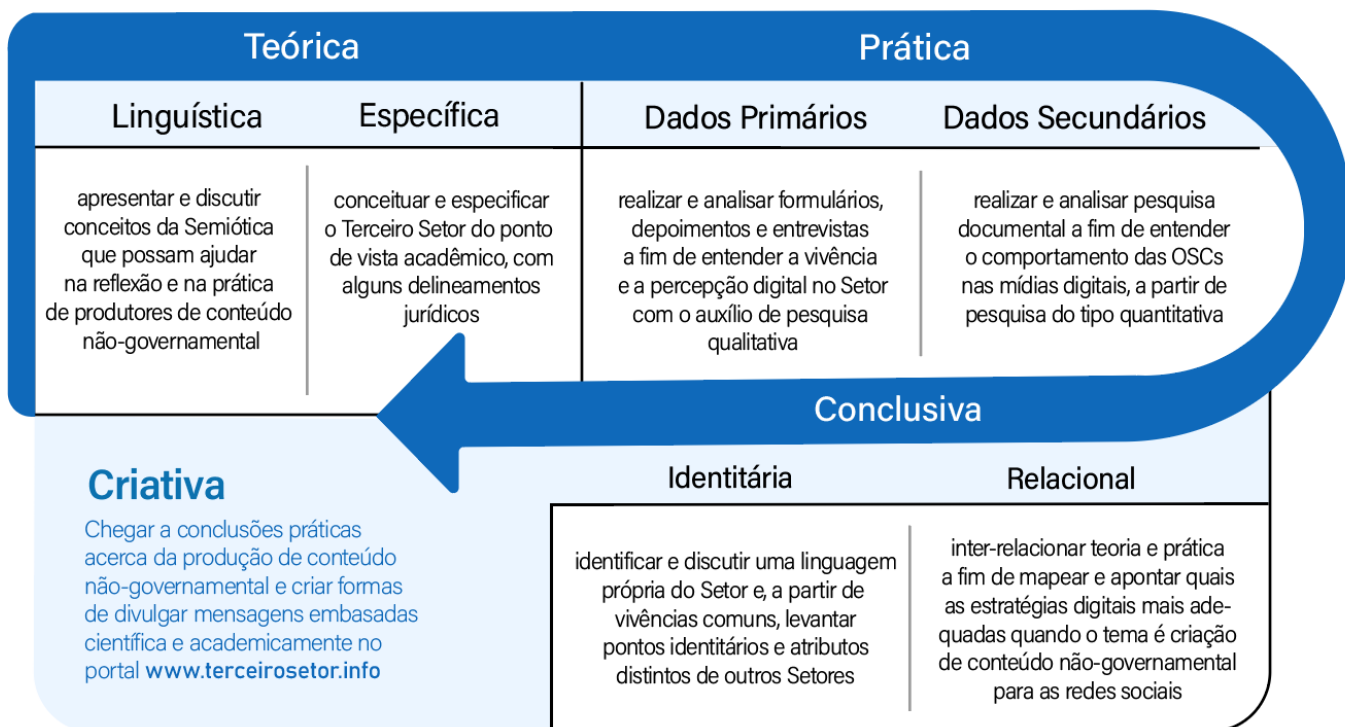 Teórica
Prática
Linguística
Específica
Dados Primários
Dados Secundários
apresentar e discutir
conceitos da Semiótica
que possam ajudar
na reflexão e na prática
de produtores de conteúdo
não-governamental
conceituar e especificar
o Terceiro Setor do ponto
de vista acadêmico, com
alguns delineamentos
jurídicos
realizar e analisar formulários,
depoimentos e entrevistas
a fim de entender a vivência
e a percepção digital no Setor
com o auxílio de pesquisa
qualitativa
realizar e analisar pesquisa
documental a fim de entender
o comportamento das OSCs
nas mídias digitais, a partir de
pesquisa do tipo quantitativa
Conclusiva
Identitária
Relacional
identificar e discutir uma linguagem
própria do Setor e, a partir de
vivências comuns, levantar
pontos identitários e atributos
distintos de outros Setores
inter-relacionar teoria e prática
a fim de mapear e apontar quais
as estratégias digitais mais ade-
quadas quando o tema é criação
de conteúdo não-governamental
para as redes sociais
Criativa
Chegar a conclusões práticas
acerca da produção de conteúdo
não-governamental e criar formas
de divulgar mensagens embasadas
científica e academicamente no
portal www.terceirosetor.info